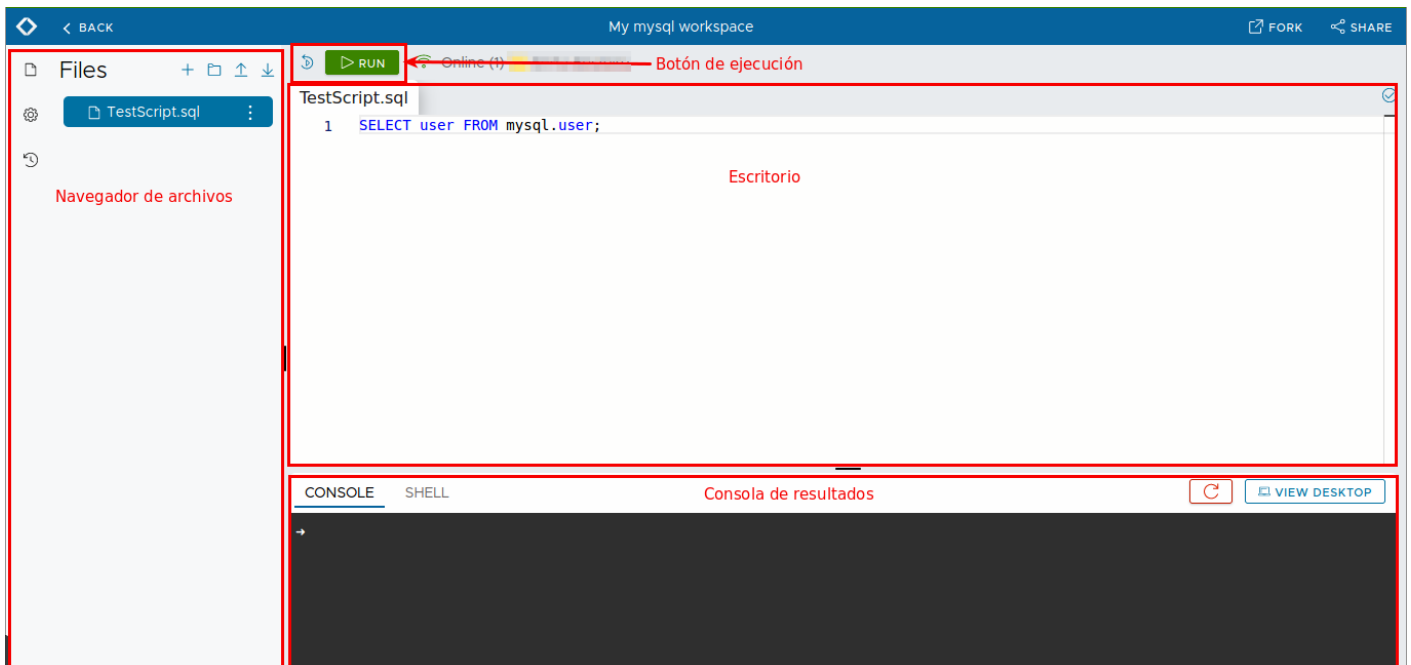 BACK
My mysql workspace
FORK
SHARE
Files
RUN
Online (1)
Botón de ejecución
TestScript.sql
TestScript.sql
1 SELECT user FROM mysql.user;
Navegador de archivos
Escritorio
CONSOLE
SHELL
Consola de resultados
VIEW DESKTOP